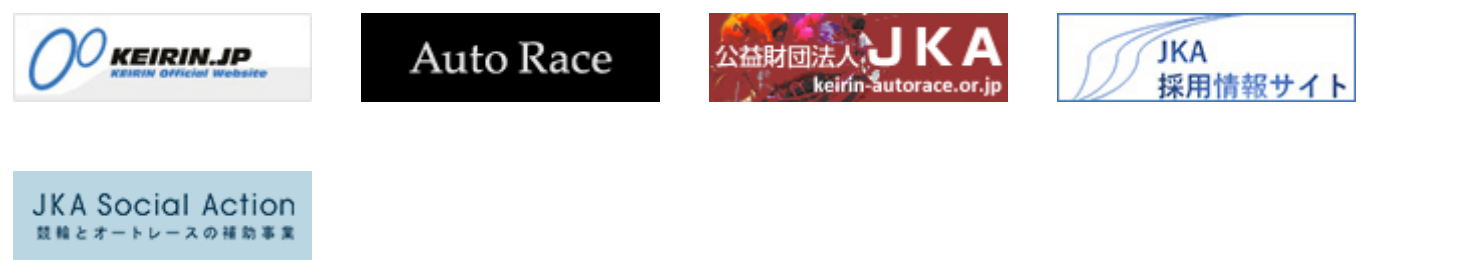 KEIRIN.JP
KEIRIN Official Website
Auto Race
公益財団法人 JKA
keirin-autorace.or.jp
JKA
採用情報サイト
JKA Social Action
競輪とオートレースの補助事業